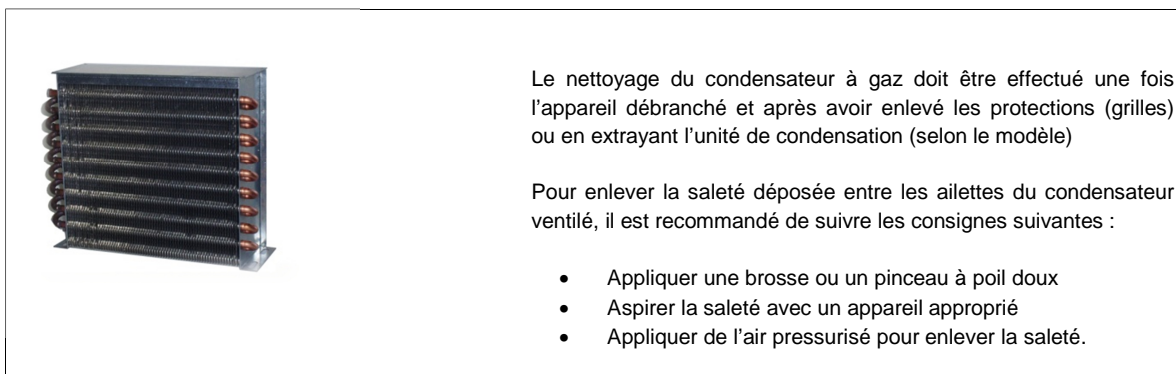 Le nettoyage du condensateur à gaz doit être effectué une fois
l’appareil débranché et après avoir enlevé les protections (grilles)
ou en extrayant l’unité de condensation (selon le modèle)
Pour enlever la saleté déposée entre les ailettes du condensateur
ventilé, il est recommandé de suivre les consignes suivantes :
• Appliquer une brosse ou un pinceau à poil doux
• Aspirer la saleté avec un appareil approprié
• Appliquer de l’air pressurisé pour enlever la saleté.